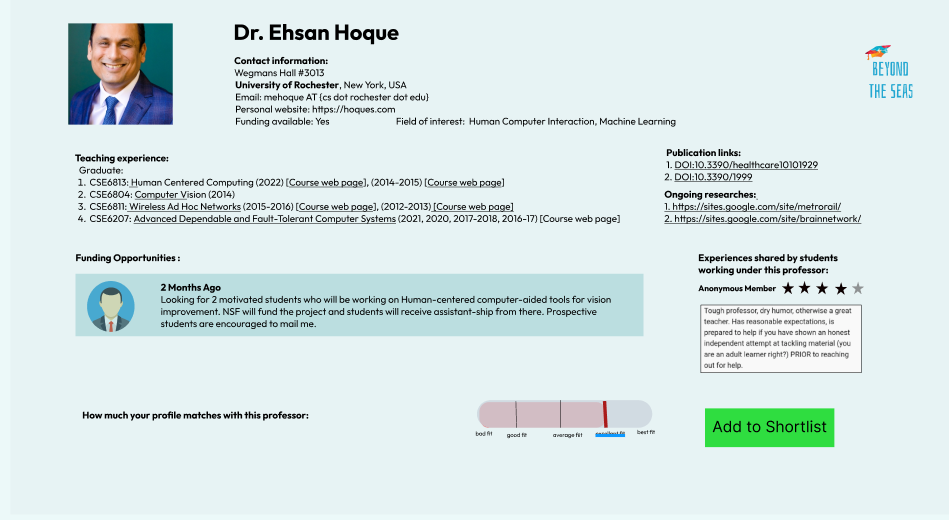 Dr. Ehsan Hoque
BEYOND
THE SEAS
Contact information:
Wegmans Hall #3013
University of Rochester, New York, USA
Email: mehoque AT {cs dot rochester dot edu}
Personal website: https://hoques.com
Funding available: Yes Field of interest: Human Computer Interaction, Machine Learning
Teaching experience:
Graduate:
1. CSE6813: Human Centered Computing (2022) [Course web page], (2014-2015) [Course web page]
2. CSE6804: Computer Vision (2014)
3. CSE6811: Wireless Ad Hoc Networks (2015-2016) [Course web page], (2012-2013) [Course web page]
4. CSE6207: Advanced Dependable and Fault-Tolerant Computer Systems (2021, 2020, 2017-2018, 2016-17) [Course web page]
Publication links:
1. DOI:10.3390/healthcare10101929
2. DOI:10.3390/1999
Ongoing researches:
1. https://sites.google.com/site/metrorail/
2. https://sites.google.com/site/brainnetwork/
Funding Opportunities :
2 Months Ago
Looking for 2 motivated students who will be working on Human-centered computer-aided tools for vision
improvement. NSF will fund the project and students will receive assistant-ship from there. Prospective
students are encouraged to mail me.
Experiences shared by students
working under this professor:
Anonymous Member
Tough professor, dry humor, otherwise a great
teacher. Has reasonable expectations, is
prepared to help if you have shown an honest
independent attempt at tackling material (you
are an adult learner right?) PRIOR to reaching
out for help.
How much your profile matches with this professor:
bad fit good fit average fit best fit
Add to Shortlist